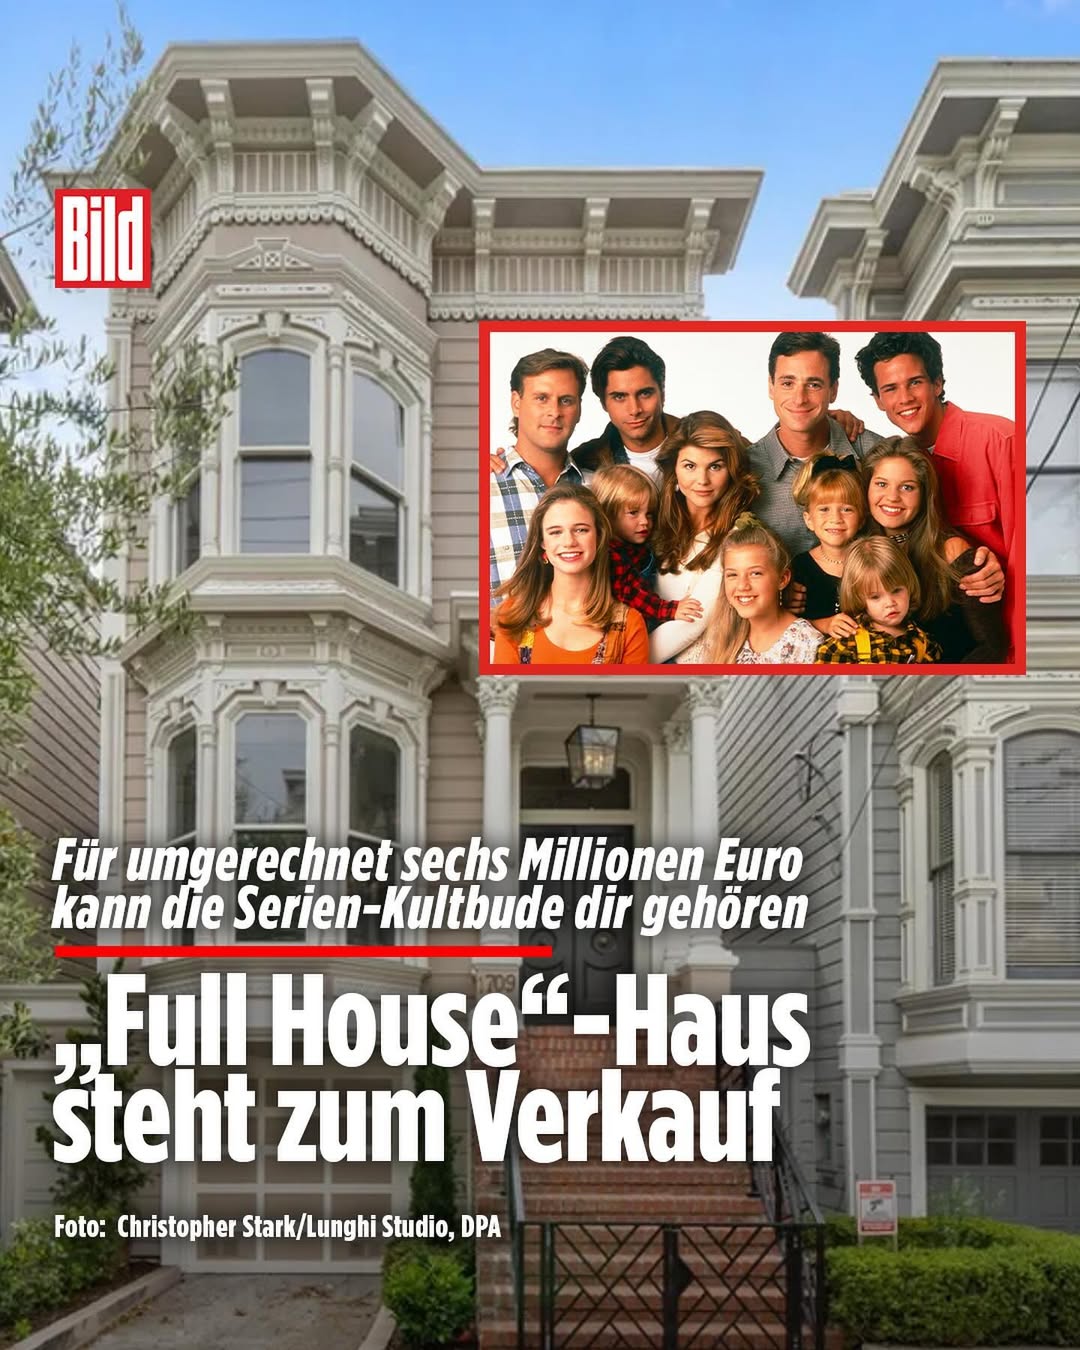 Bild
Für umgerechnet sechs Millionen Euro
kann die Serien-Kultbude dir gehören
1709
„Full House“-Haus
steht zum Verkauf
Foto: Christopher Stark/Lunghi Studio, DPA